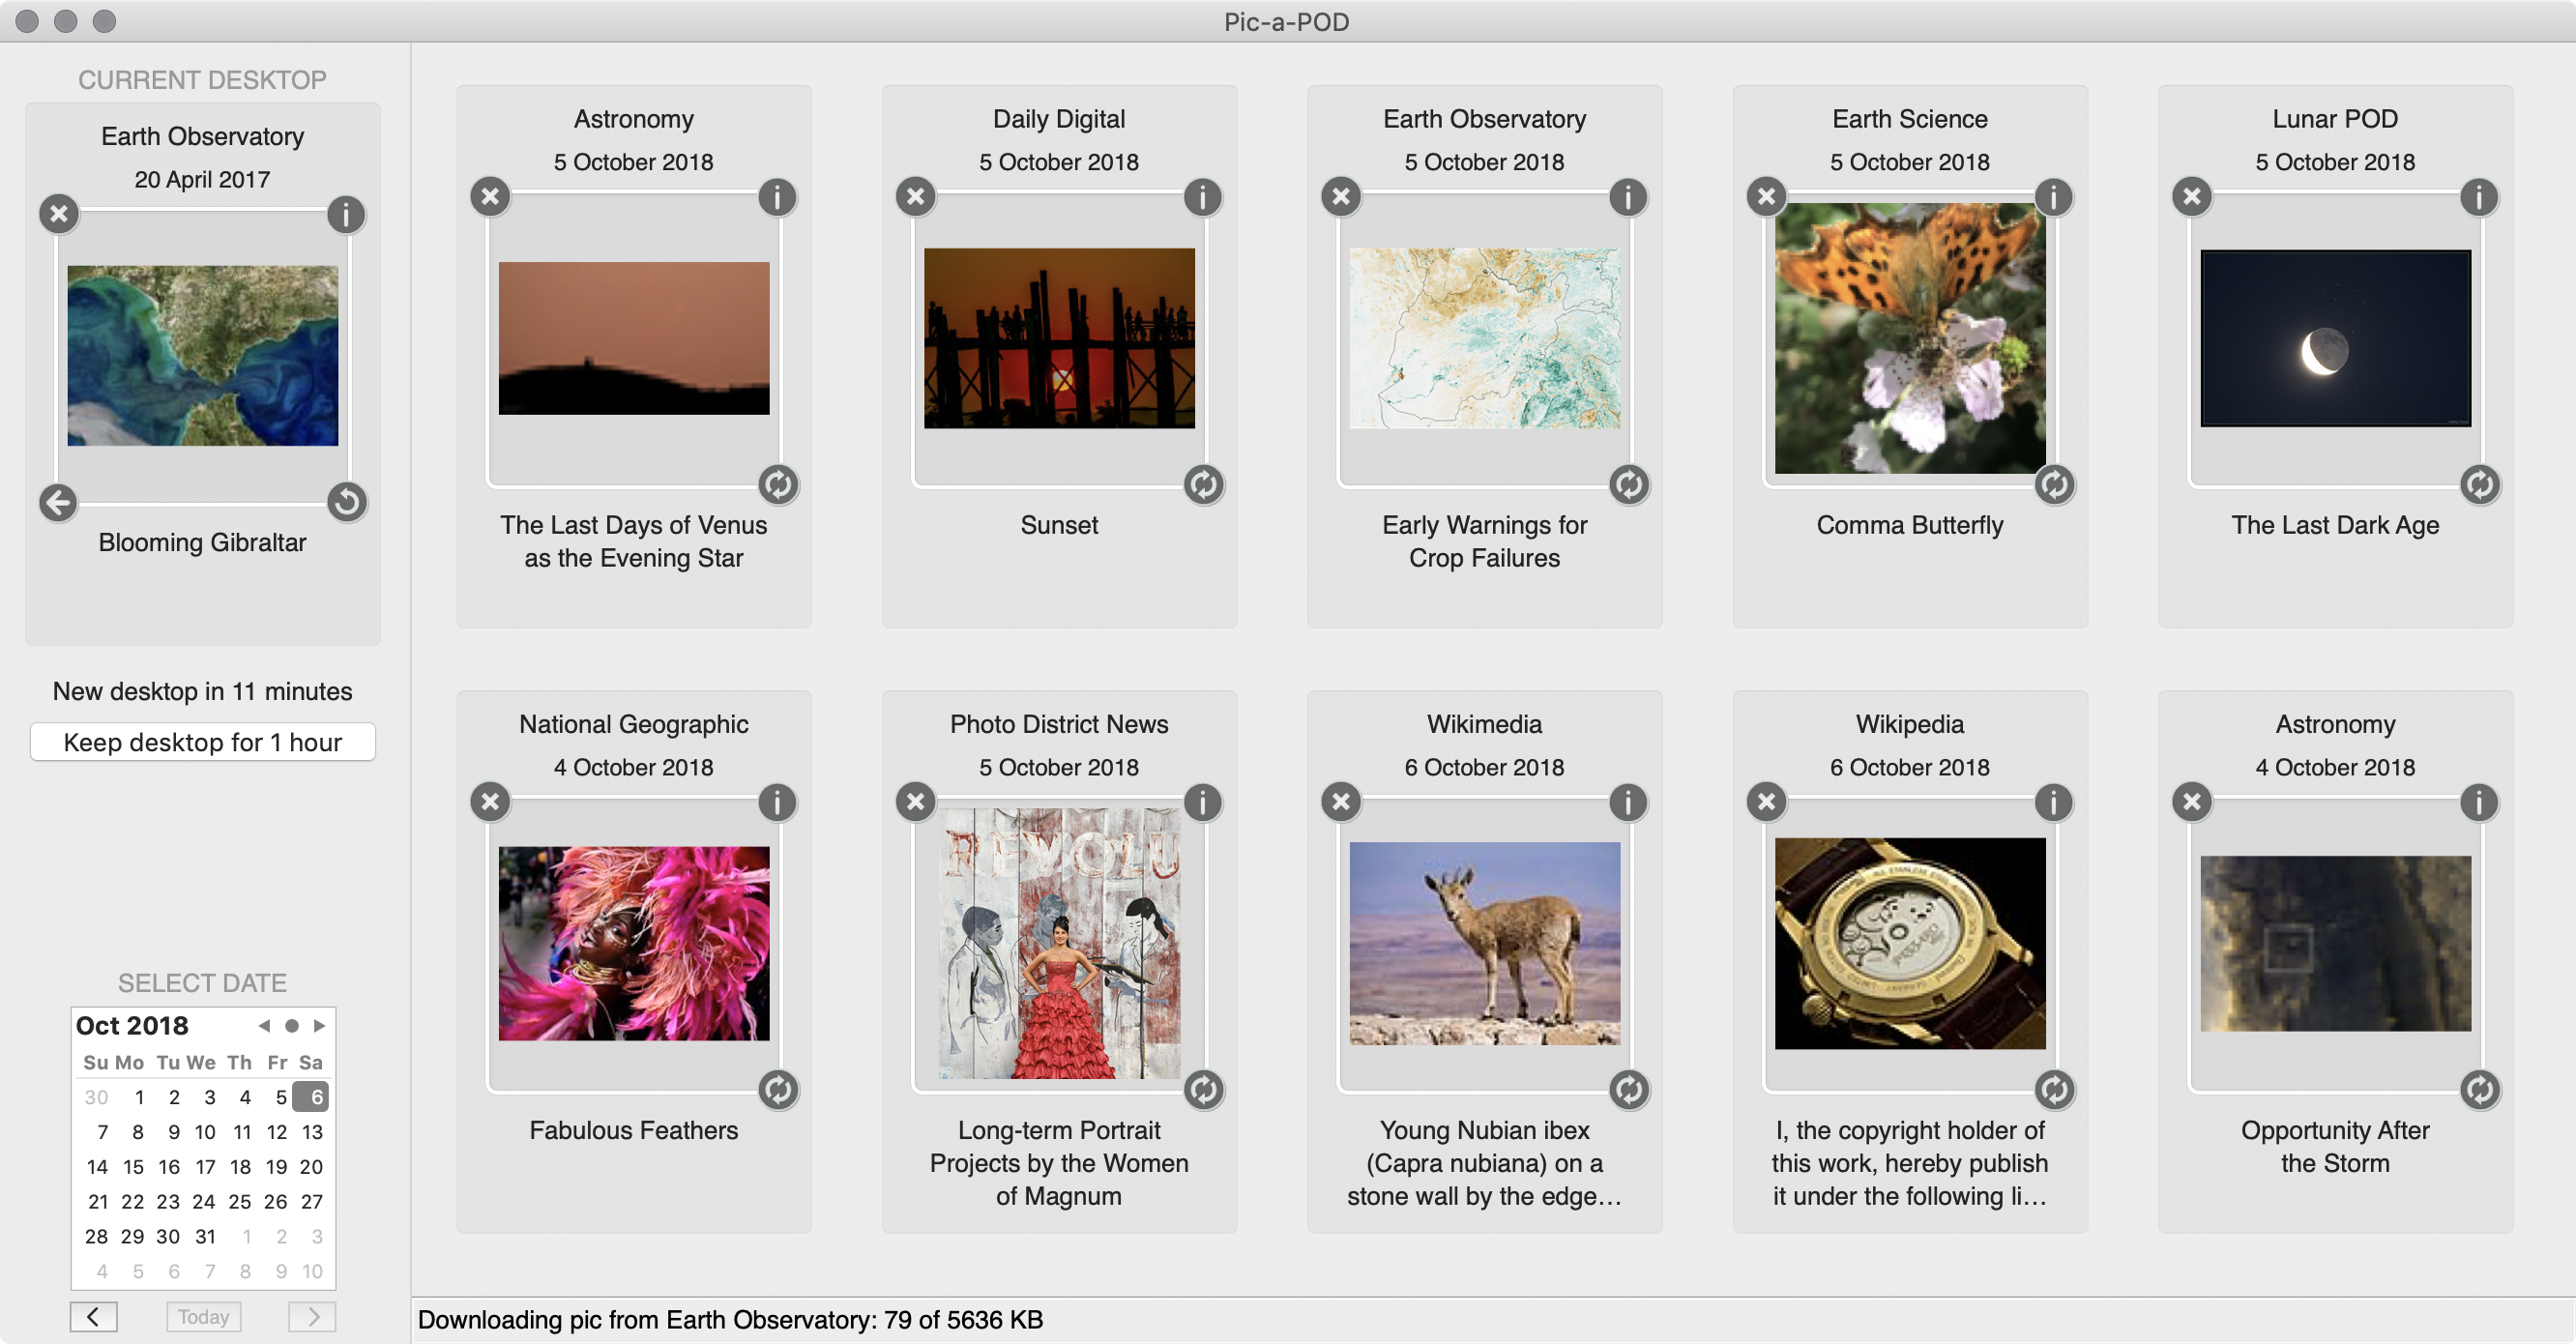 Pic-a-POD
CURRENT DESKTOP
Earth Observatory
20 April 2017
Blooming Gibraltar
New desktop in 11 minutes
Keep desktop for 1 hour
SELECT DATE
Oct 2018
Su Mo Tu We Th Fr Sa
30 1 2 3 4 5 6
7 8 9 10 11 12 13
14 15 16 17 18 19 20
21 22 23 24 25 26 27
28 29 30 31 1 2 3
4 5 6 7 8 9 10
Today
Astronomy
5 October 2018
The Last Days of Venus
as the Evening Star
Daily Digital
5 October 2018
Sunset
Earth Observatory
5 October 2018
Early Warnings for
Crop Failures
Earth Science
5 October 2018
Comma Butterfly
Lunar POD
5 October 2018
The Last Dark Age
National Geographic
4 October 2018
Fabulous Feathers
Photo District News
5 October 2018
REVOLU
Long-term Portrait
Projects by the Women
of Magnum
Wikimedia
6 October 2018
Young Nubian ibex
(Capra nubiana) on a
stone wall by the edge…
Wikipedia
6 October 2018
I, the copyright holder of
this work, hereby publish
it under the following li…
Astronomy
4 October 2018
Opportunity After
the Storm
Downloading pic from Earth Observatory: 79 of 5636 KB